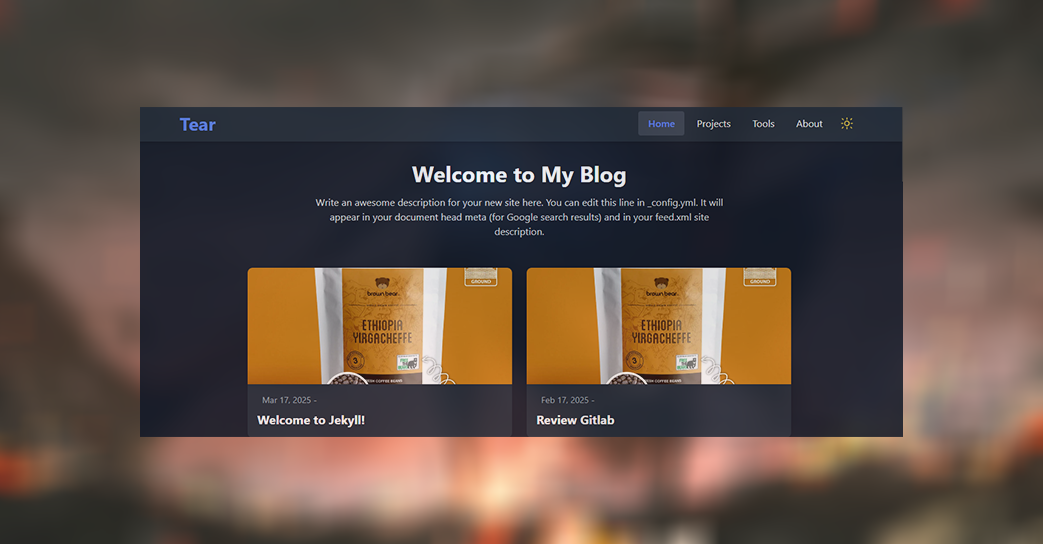 Tear
Home Projects Tools About
Welcome to My Blog
Write an awesome description for your new site here. You can edit this line in _config.yml. It will
appear in your document head meta (for Google search results) and in your feed.xml site
description.
GROUND
brown bear
ETHIOPIA
YIRGACHEFFE
3
GROUND
brown bear
ETHIOPIA
YIRGACHEFFE
3
Mar 17, 2025 -
Welcome to Jekyll!
Feb 17, 2025 -
Review Gitlab